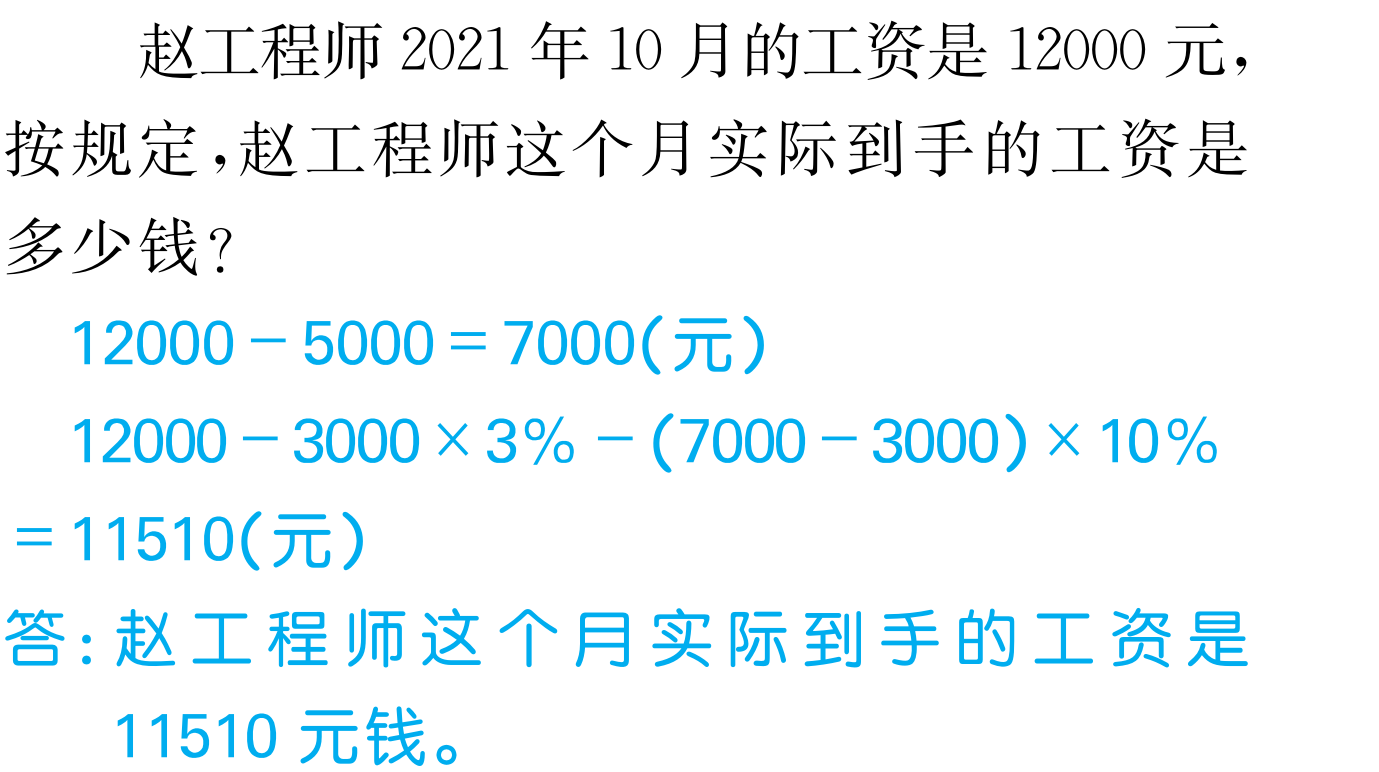 赵工程师 2021 年 10 月的工资是 12000 元，
按规定，赵工程师这个月实际到手的工资是
多少钱？
12000－5000＝7000(元)
12000－3000×3%－(7000－3000)×10%
＝11510(元)
答：赵工程师这个月实际到手的工资是
11510 元钱。